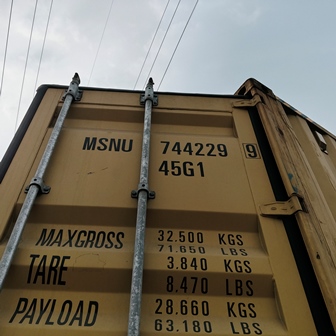 MSNU 744229 9
45G1
MAXGROSS 32.500 KGS
71.650 LBS
TARE 3.840 KGS
8.470 LBS
PAYLOAD 28.660 KGS
63.180 LBS